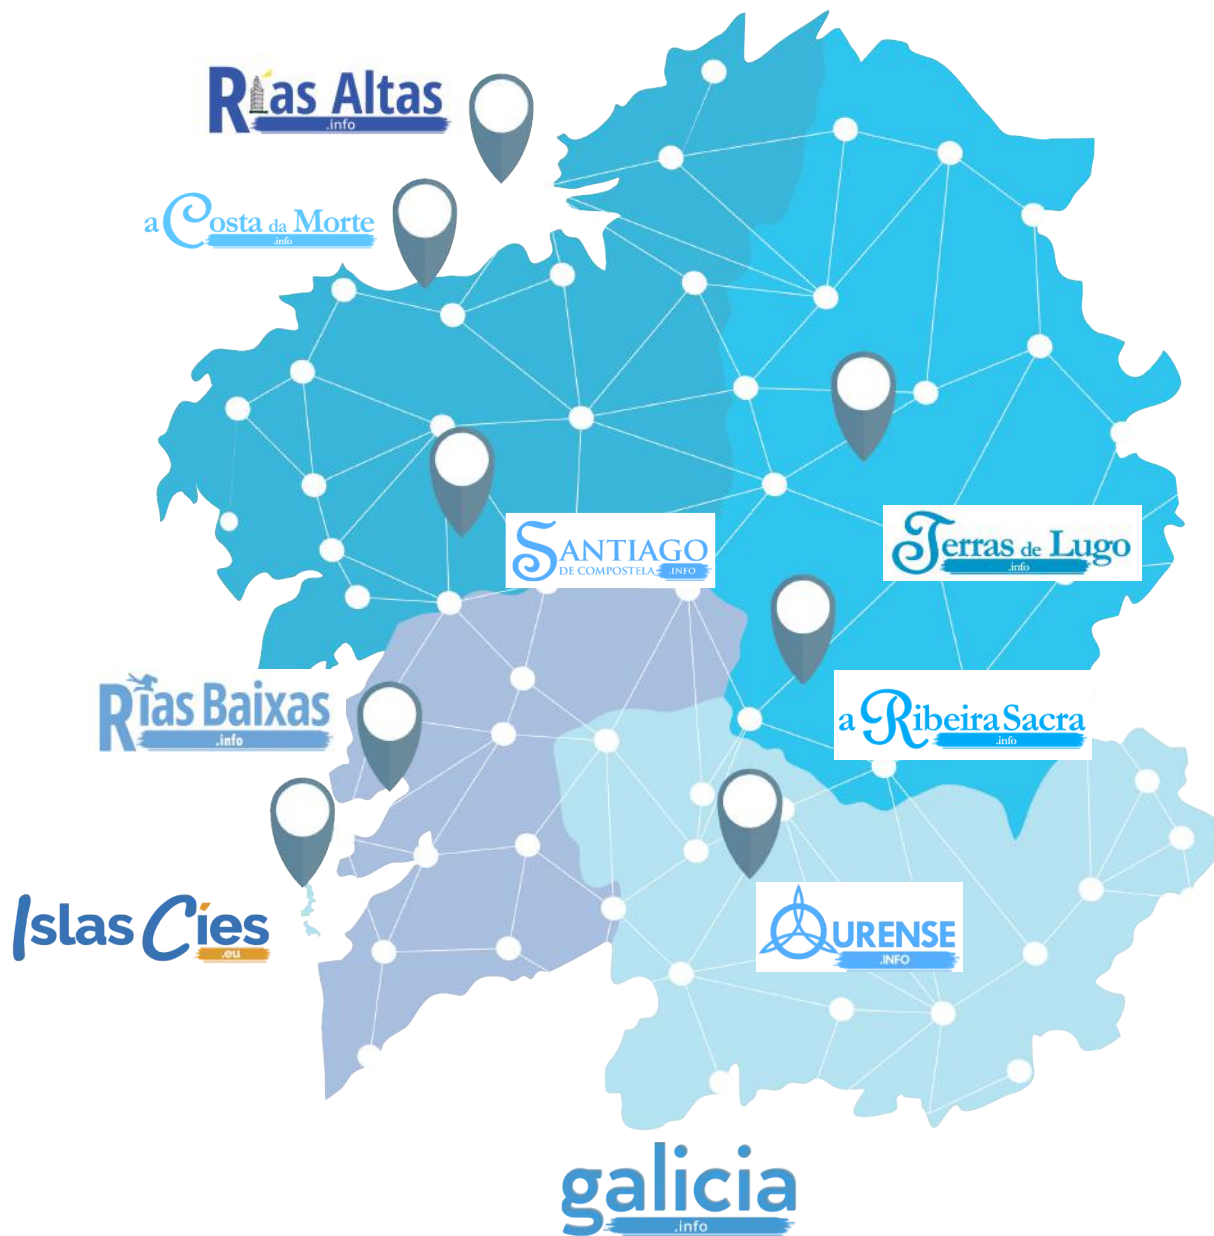 Rías Altas
.info
a Costa da Morte
.info
SANTIAGO
DE COMPOSTELA .INFO
Terras de Lugo
.info
Rías Baixas
.info
a Ribeira Sacra
.info
Islas Cíes
.eu
OURENSE
.INFO
galicia
.info